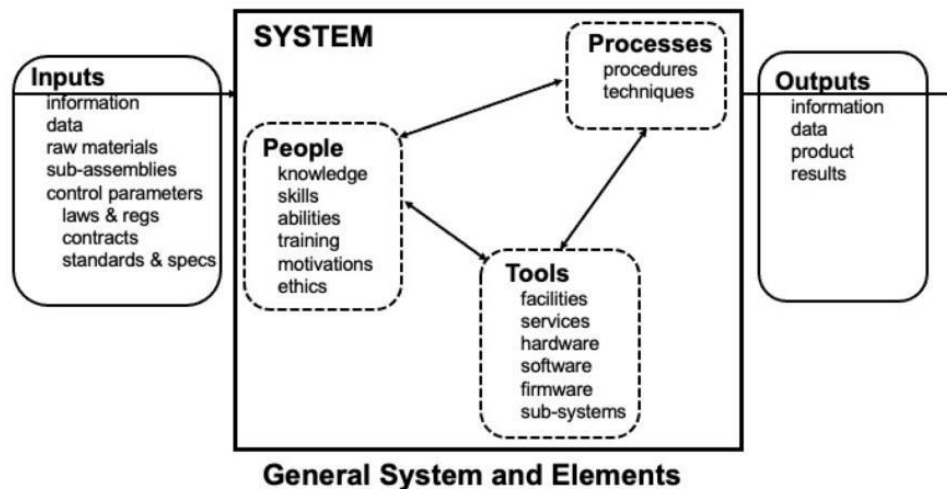 Inputs
information
data
raw materials
sub-assemblies
control parameters
laws & regs
contracts
standards & specs
SYSTEM
Processes
procedures
techniques
People
knowledge
skills
abilities
training
motivations
ethics
Tools
facilities
services
hardware
software
firmware
sub-systems
Outputs
information
data
product
results
General System and Elements